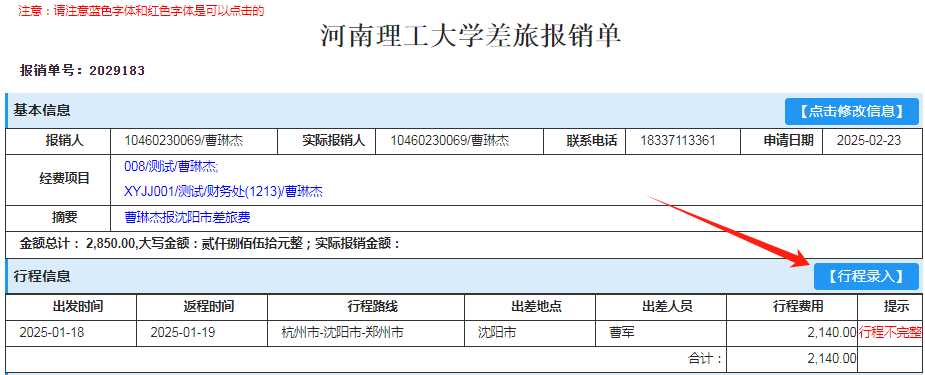 注意：请注意蓝色字体和红色字体是可以点击的
河南理工大学差旅报销单
报销单号：2029183
基本信息 【点击修改信息】
报销人 10460230069/曹琳杰 实际报销人 10460230069/曹琳杰 联系电话 18337113361 申请日期 2025-02-23
经费项目 008/测试/曹琳杰;
XYJJ001/测试/财务处(1213)/曹琳杰
摘要 曹琳杰报沈阳市差旅费
金额总计： 2,850.00,大写金额：贰仟捌佰伍拾元整；实际报销金额：
行程信息 【行程录入】
出发时间 返程时间 行程路线 出差地点 出差人员 行程费用 提示
2025-01-18 2025-01-19 杭州市-沈阳市-郑州市 沈阳市 曹军 2,140.00 行程不完整
合计： 2,140.00